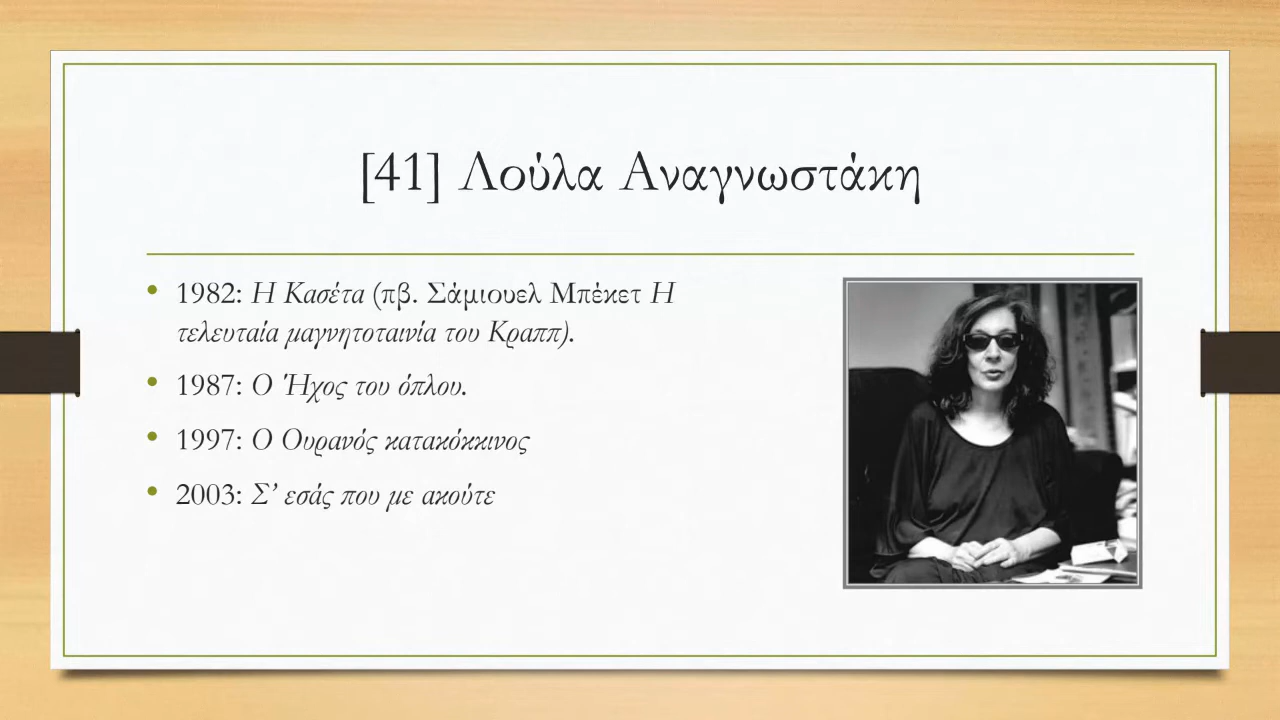 [41] Λούλα Αναγνωστάκη
• 1982: Η Κασέτα (πβ. Σάμιουελ Μπέκετ Η
τελευταία μαγνητοταινία του Κραππ).
• 1987: Ο Ήχος του όπλου.
• 1997: Ο Ουρανός κατακόκκινος
• 2003: Σ’ εσάς που με ακούτε